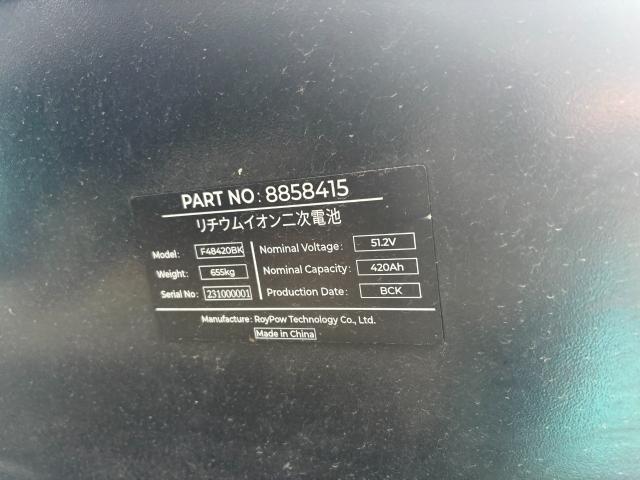 PART NO: 8858415
リチウムイオン二次電池
Model: F48420BK
Nominal Voltage: 51.2V
Weight: 655kg
Nominal Capacity: 420Ah
Serial No: 231000001
Production Date: BCK
Manufacture: RoyPow Technology Co., Ltd.
Made in China